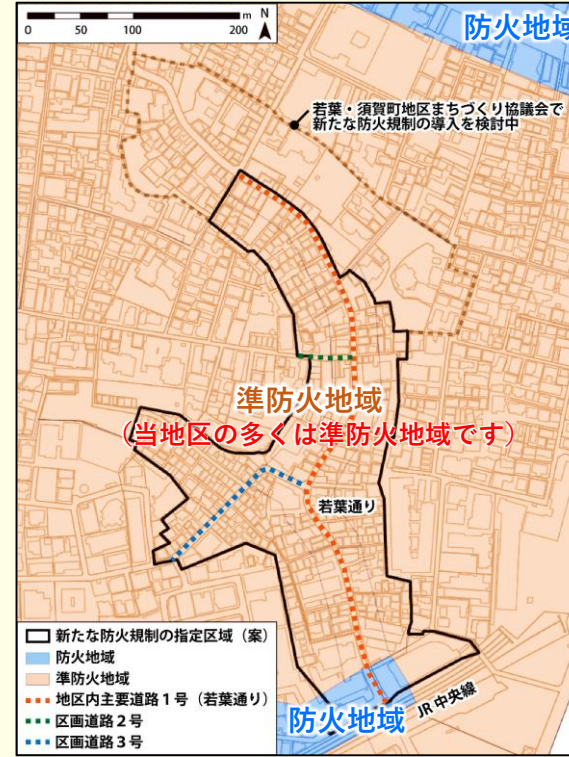 0 50 100 200 m N
防火地域
若葉・須賀町地区まちづくり協議会で
新たな防火規制の導入を検討中
準防火地域
（当地区の多くは準防火地域です）
若葉通り
新たな防火規制の指定区域（案）
防火地域
準防火地域
地区内主要道路1号（若葉通り）
区画道路2号
区画道路3号
防火地域
JR中央線